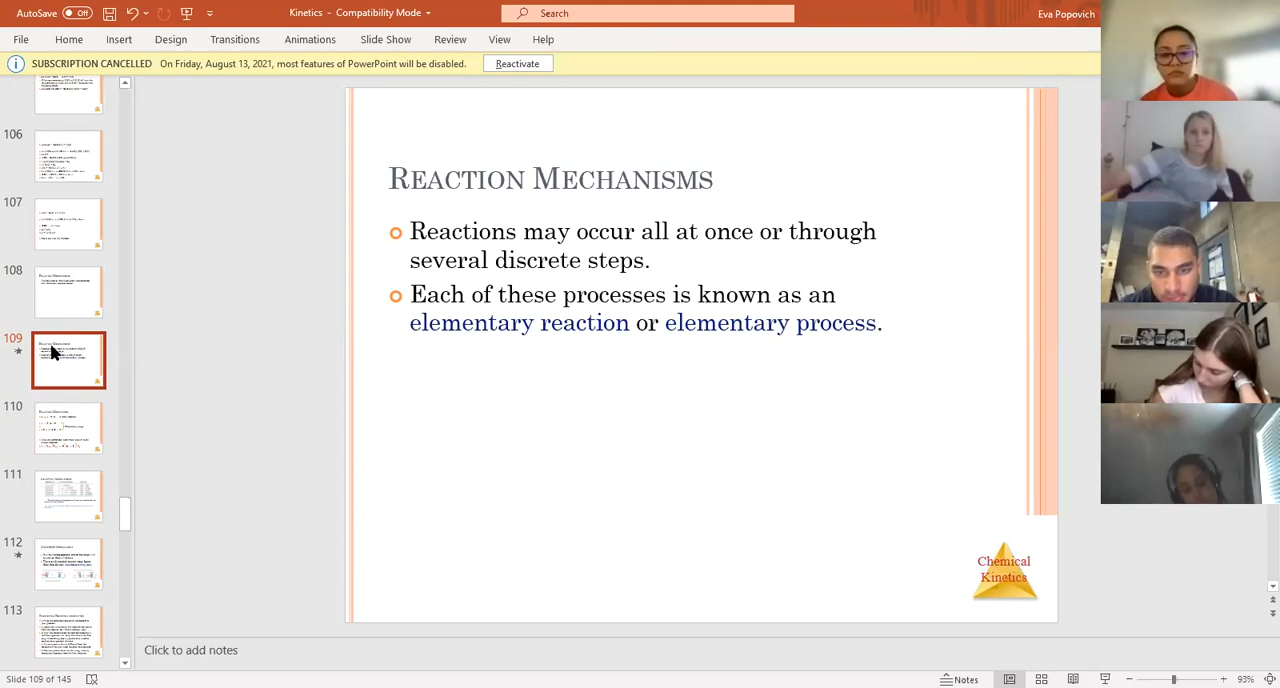 AutoSave Off
Kinetics - Compatibility Mode
Search
Eva Popovich
File Home Insert Design Transitions Animations Slide Show Review View Help
SUBSCRIPTION CANCELLED On Friday, August 13, 2021, most features of PowerPoint will be disabled. Reactivate
106
107
108
109
110
111
112
113
REACTION MECHANISMS
Reactions may occur all at once or through
several discrete steps.
Each of these processes is known as an
elementary reaction or elementary process.
Chemical
Kinetics
Click to add notes
Slide 109 of 145
Notes
93%